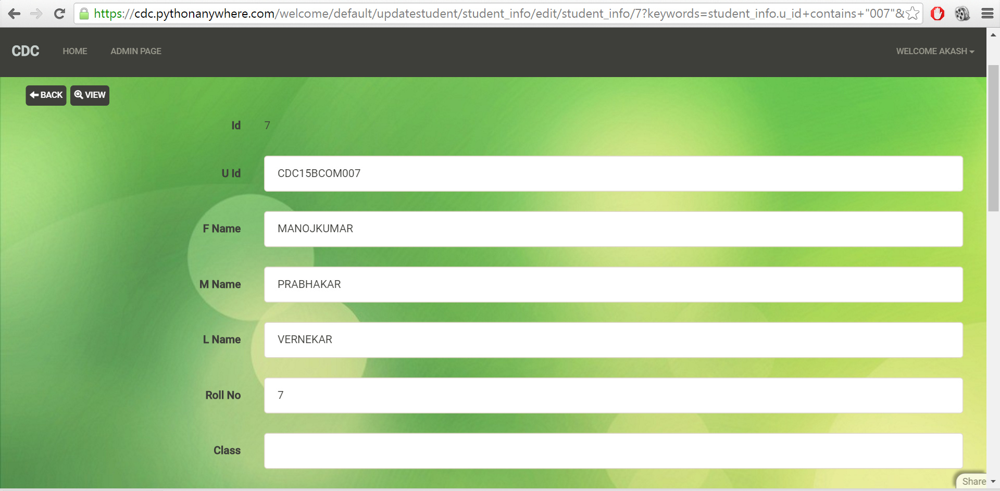 https://cdc.pythonanywhere.com/welcome/default/updatestudent/student_info/edit/student_info/7?keywords=student_info.u_id+contains+"007"&
CDC HOME ADMIN PAGE WELCOME AKASH
BACK VIEW
Id 7
U Id CDC15BCOM007
F Name MANOJKUMAR
M Name PRABHAKAR
L Name VERNEKAR
Roll No 7
Class
Share